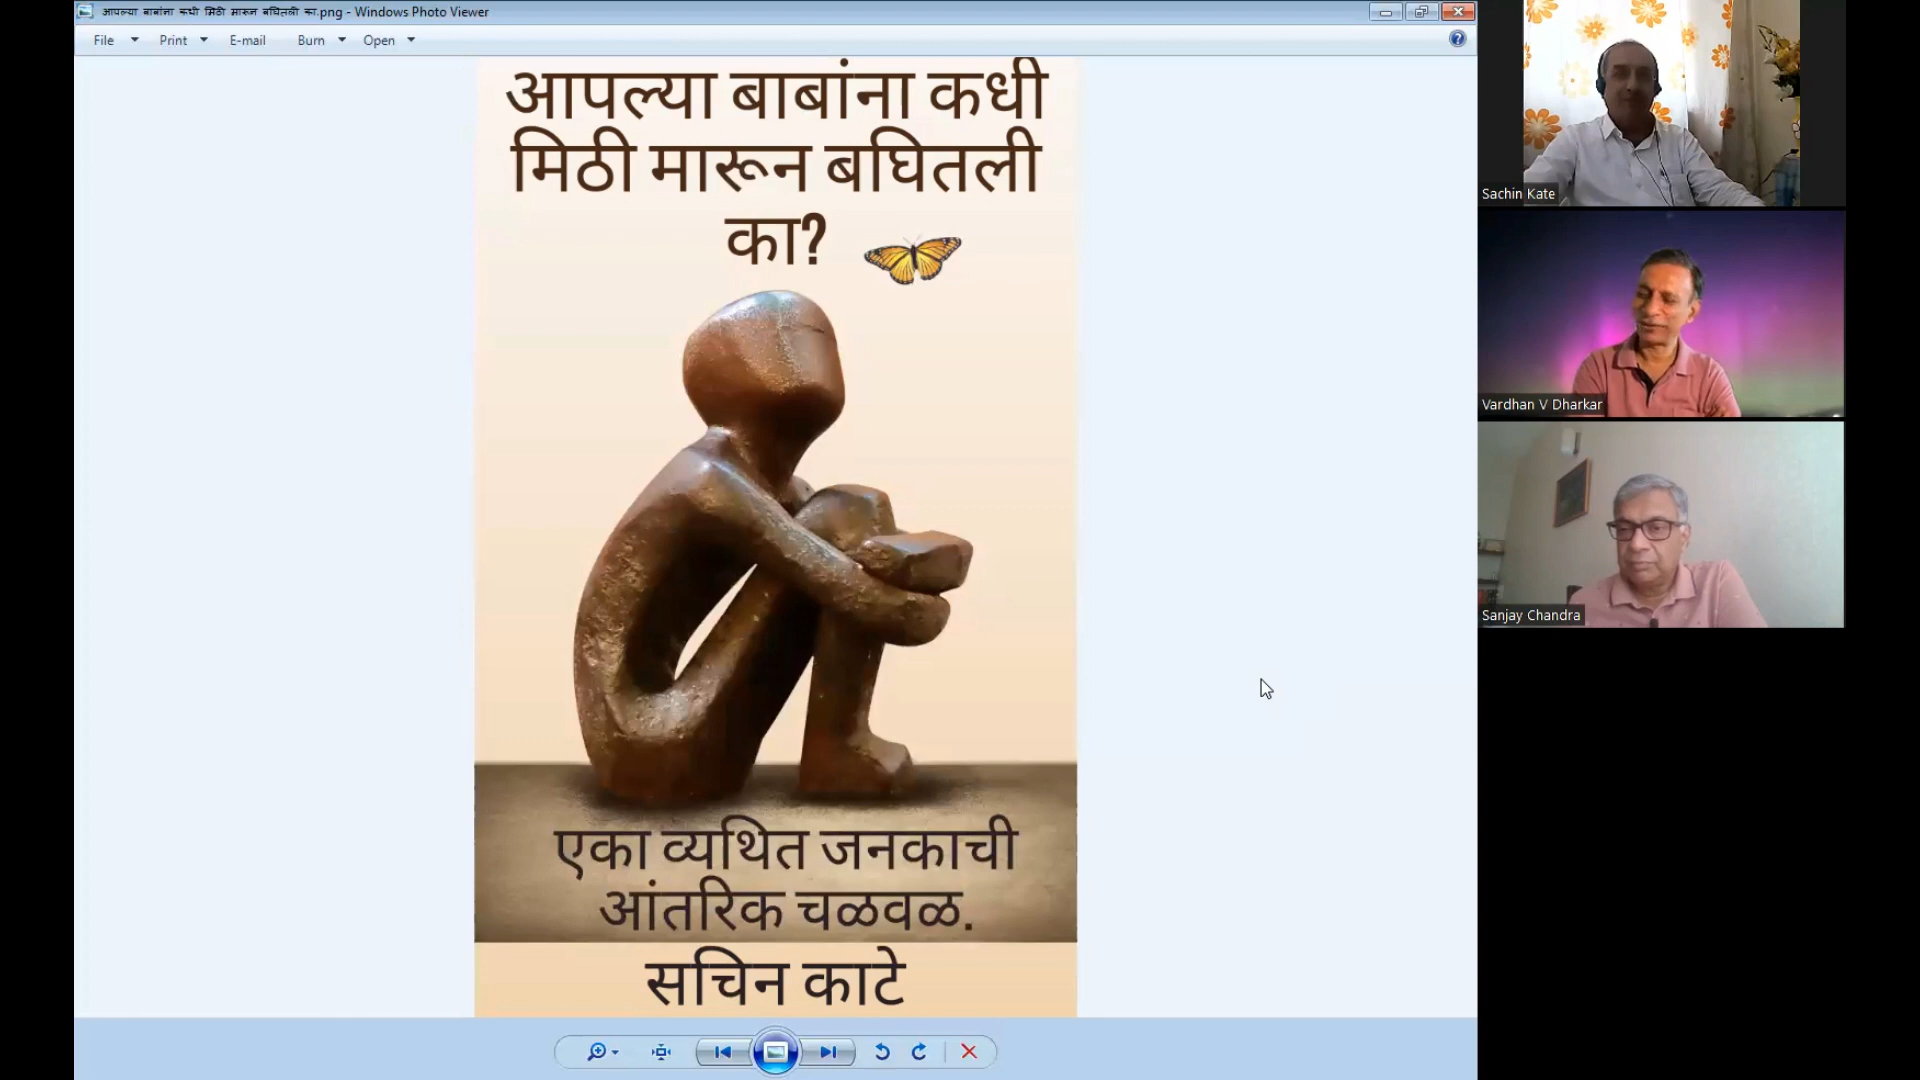 आपल्या बाबांना कधी मिठी मारून बघितली का.png - Windows Photo Viewer
File Print E-mail Burn Open
आपल्या बाबांना कधी
मिठी मारून बघितली
का?
एका व्यथित जनकाची
आंतरिक चळवळ.
सचिन काटे
Sachin Kate
Vardhan V Dharkar
Sanjay Chandra